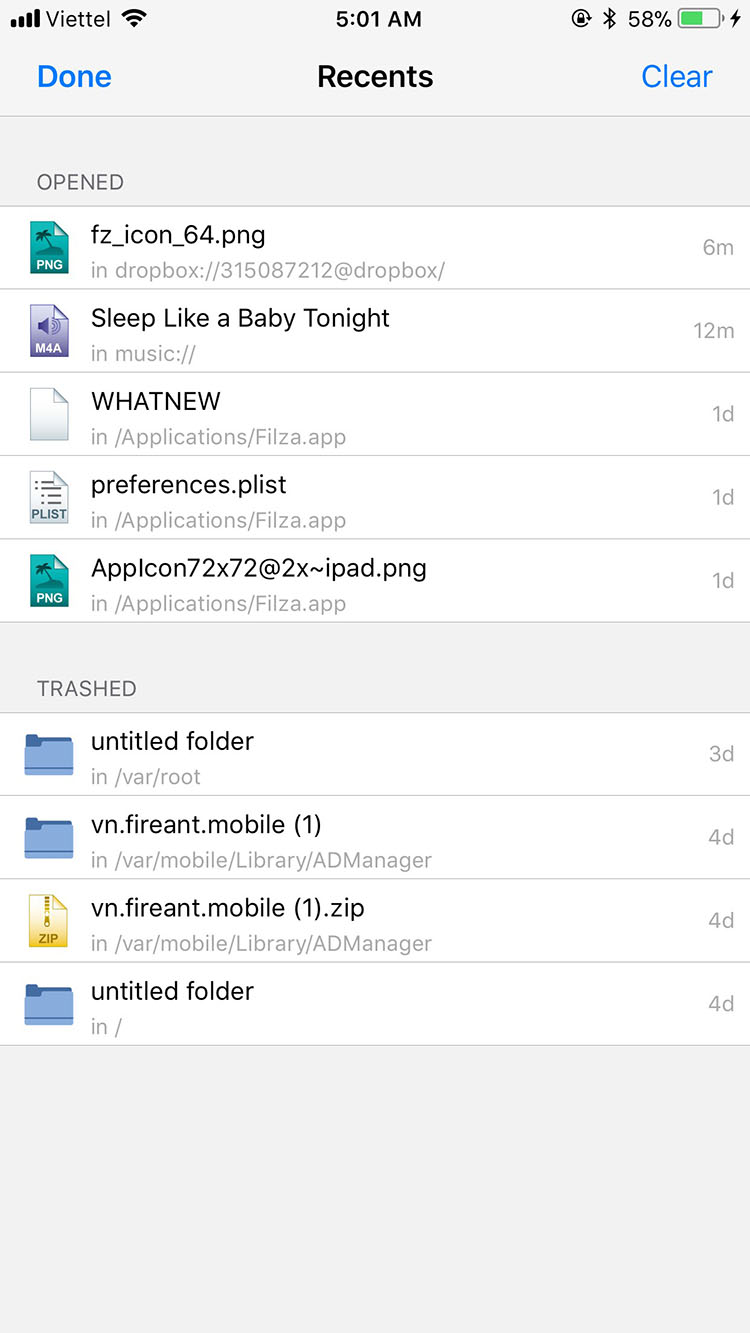 Viettel 5:01 AM 58%
Done Recents Clear
OPENED
fz_icon_64.png
PNG in dropbox://315087212@dropbox/ 6m
Sleep Like a Baby Tonight
M4A in music:// 12m
WHATNEW
in /Applications/Filza.app 1d
preferences.plist
PLIST in /Applications/Filza.app 1d
AppIcon72x72@2x~ipad.png
PNG in /Applications/Filza.app 1d
TRASHED
untitled folder
in /var/root 3d
vn.fireant.mobile (1)
in /var/mobile/Library/ADManager 4d
vn.fireant.mobile (1).zip
ZIP in /var/mobile/Library/ADManager 4d
untitled folder
in / 4d